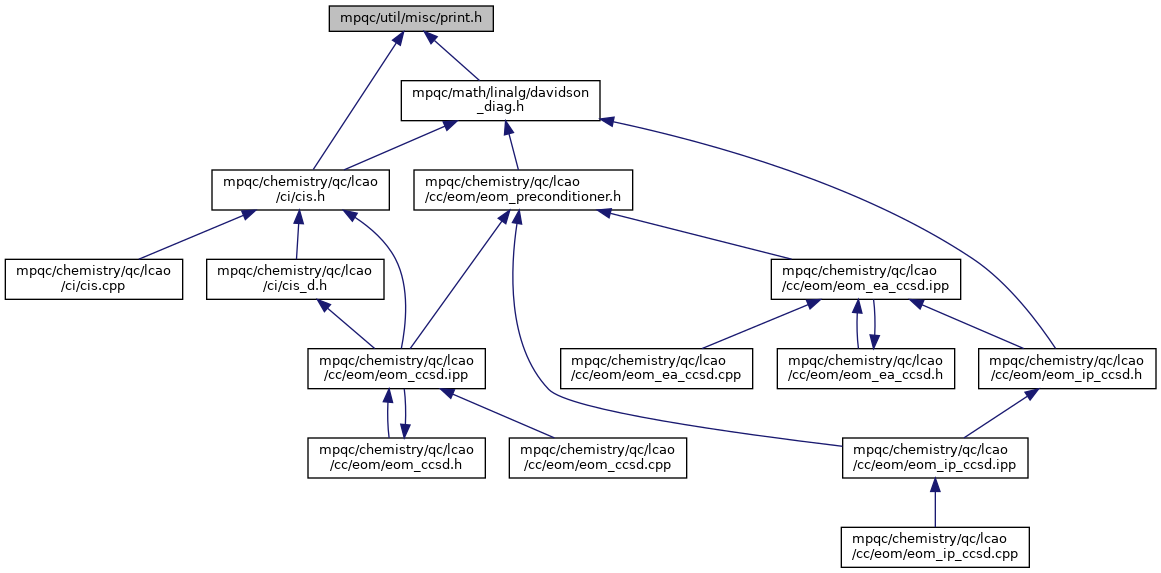 mpqc/util/misc/print.h
mpqc/math/linalg/davidson
_diag.h
mpqc/chemistry/qc/lcao
/ci/cis.h
mpqc/chemistry/qc/lcao
/cc/eom/eom_preconditioner.h
mpqc/chemistry/qc/lcao
/ci/cis.cpp
mpqc/chemistry/qc/lcao
/ci/cis_d.h
mpqc/chemistry/qc/lcao
/cc/eom/eom_ea_ccsd.ipp
mpqc/chemistry/qc/lcao
/cc/eom/eom_ccsd.ipp
mpqc/chemistry/qc/lcao
/cc/eom/eom_ea_ccsd.cpp
mpqc/chemistry/qc/lcao
/cc/eom/eom_ea_ccsd.h
mpqc/chemistry/qc/lcao
/cc/eom/eom_ip_ccsd.h
mpqc/chemistry/qc/lcao
/cc/eom/eom_ccsd.h
mpqc/chemistry/qc/lcao
/cc/eom/eom_ccsd.cpp
mpqc/chemistry/qc/lcao
/cc/eom/eom_ip_ccsd.ipp
mpqc/chemistry/qc/lcao
/cc/eom/eom_ip_ccsd.cpp